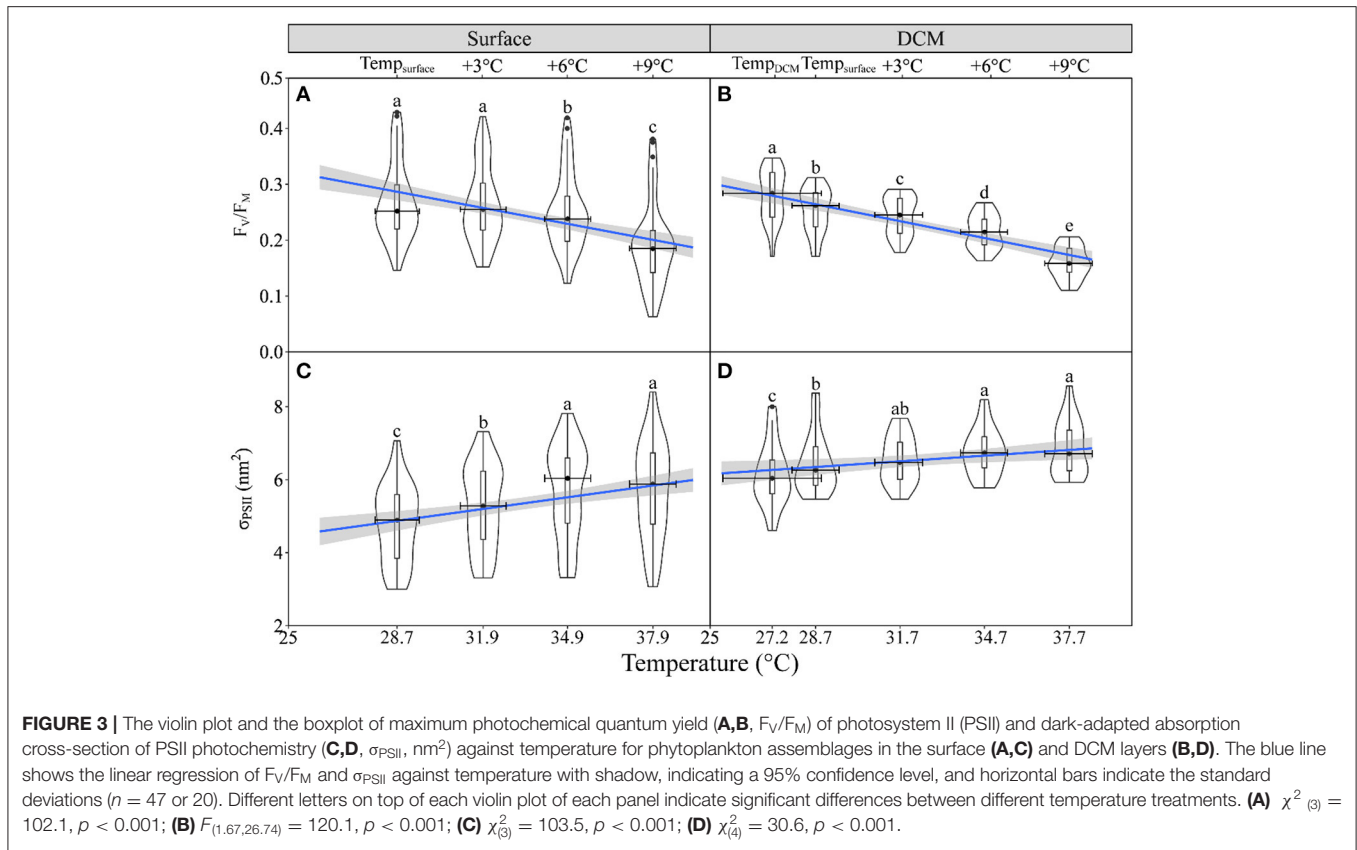 Surface DCM
Temp_surface +3°C +6°C +9°C Temp_DCM Temp_surface +3°C +6°C +9°C
A
B
0.5
0.4
0.3
0.2
0.1
0.0
F_V/F_M
a a b c
a b c d e
C
D
8
6
4
2
σ_PSII (nm²)
c b a a
c b ab a a
25 28.7 31.9 34.9 37.9 25 27.2 28.7 31.7 34.7 37.7
Temperature (°C)
FIGURE 3 | The violin plot and the boxplot of maximum photochemical quantum yield (A,B, F_V/F_M) of photosystem II (PSII) and dark-adapted absorption
cross-section of PSII photochemistry (C,D, σ_PSII, nm²) against temperature for phytoplankton assemblages in the surface (A,C) and DCM layers (B,D). The blue line
shows the linear regression of F_V/F_M and σ_PSII against temperature with shadow, indicating a 95% confidence level, and horizontal bars indicate the standard
deviations (n = 47 or 20). Different letters on top of each violin plot of each panel indicate significant differences between different temperature treatments. (A) χ² (3) =
102.1, p < 0.001; (B) F(1.67,26.74) = 120.1, p < 0.001; (C) χ²(3) = 103.5, p < 0.001; (D) χ²(4) = 30.6, p < 0.001.